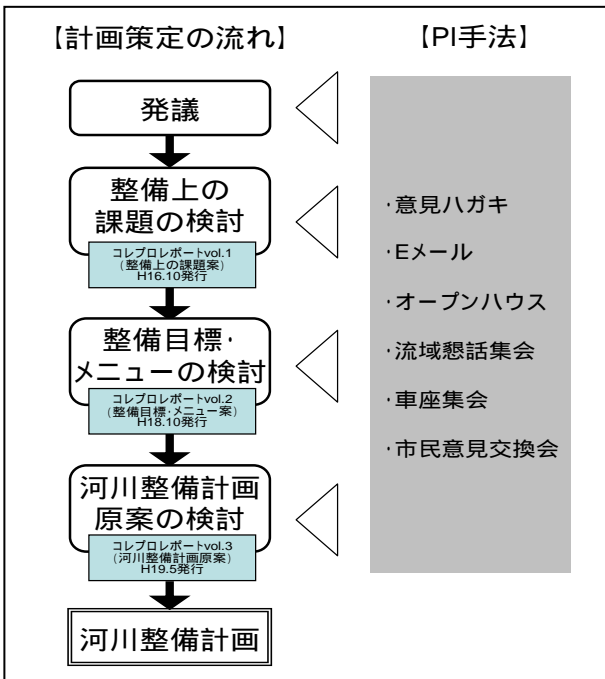 【計画策定の流れ】
発議
整備上の
課題の検討
コレプロレポートvol.1
(整備上の課題案)
H16.10発行
整備目標・
メニューの検討
コレプロレポートvol.2
(整備目標・メニュー案)
H18.10発行
河川整備計画
原案の検討
コレプロレポートvol.3
(河川整備計画原案)
H19.5発行
河川整備計画
【PI手法】
・意見ハガキ
・Eメール
・オープンハウス
・流域懇話集会
・車座集会
・市民意見交換会